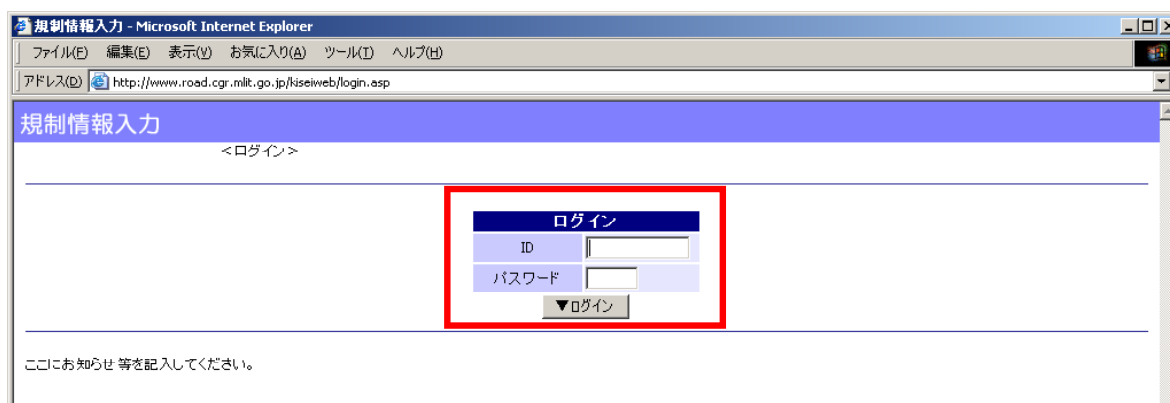 規制情報入力 - Microsoft Internet Explorer
ファイル(F) 編集(E) 表示(V) お気に入り(A) ツール(T) ヘルプ(H)
アドレス(D) http://www.road.cgr.mlit.go.jp/kiseiweb/login.asp
規制情報入力
<ログイン>
ログイン
ID
パスワード
▼ログイン
ここにお知らせ等を記入してください。